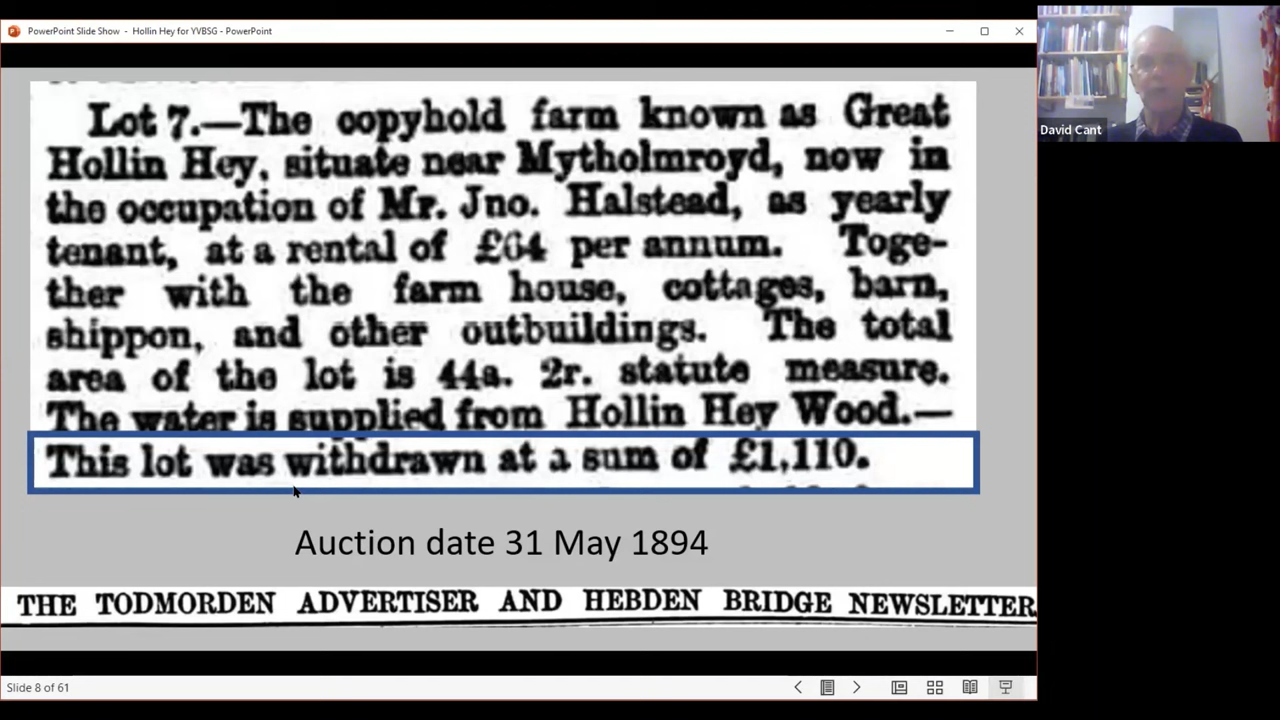 PowerPoint Slide Show - Hollin Hey for YVBSG - PowerPoint
Lot 7.—The copyhold farm known as Great
Hollin Hey, situate near Mytholmroyd, now in
the occupation of Mr. Jno. Halstead, as yearly
tenant, at a rental of £64 per annum. Toge-
ther with the farm house, cottages, barn,
shippon, and other outbuildings. The total
area of the lot is 44a. 2r. statute measure.
The water is supplied from Hollin Hey Wood.—
This lot was withdrawn at a sum of £1,110.
Auction date 31 May 1894
THE TODMORDEN ADVERTISER AND HEBDEN BRIDGE NEWSLETTER
Slide 8 of 61
David Cant